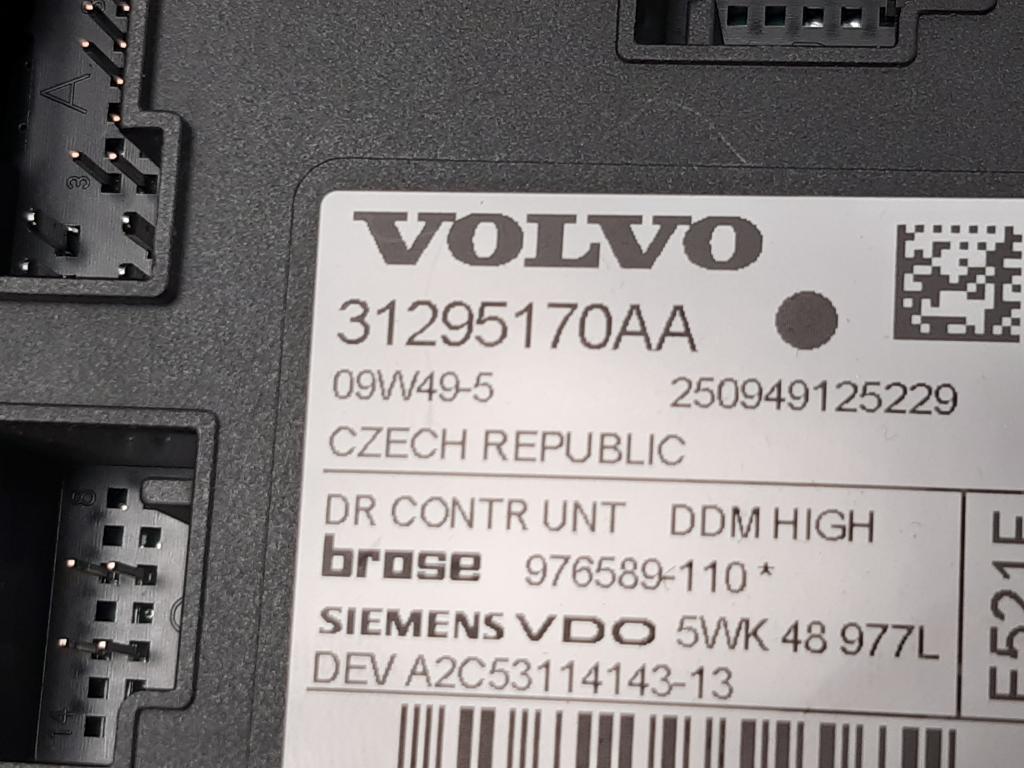 A
3
8
14
VOLVO
31295170AA
09W49-5 250949125229
CZECH REPUBLIC
DR CONTR UNT DDM HIGH
brose 976589-110 *
SIEMENS VDO 5WK 48 977L
DEV A2C53114143-13